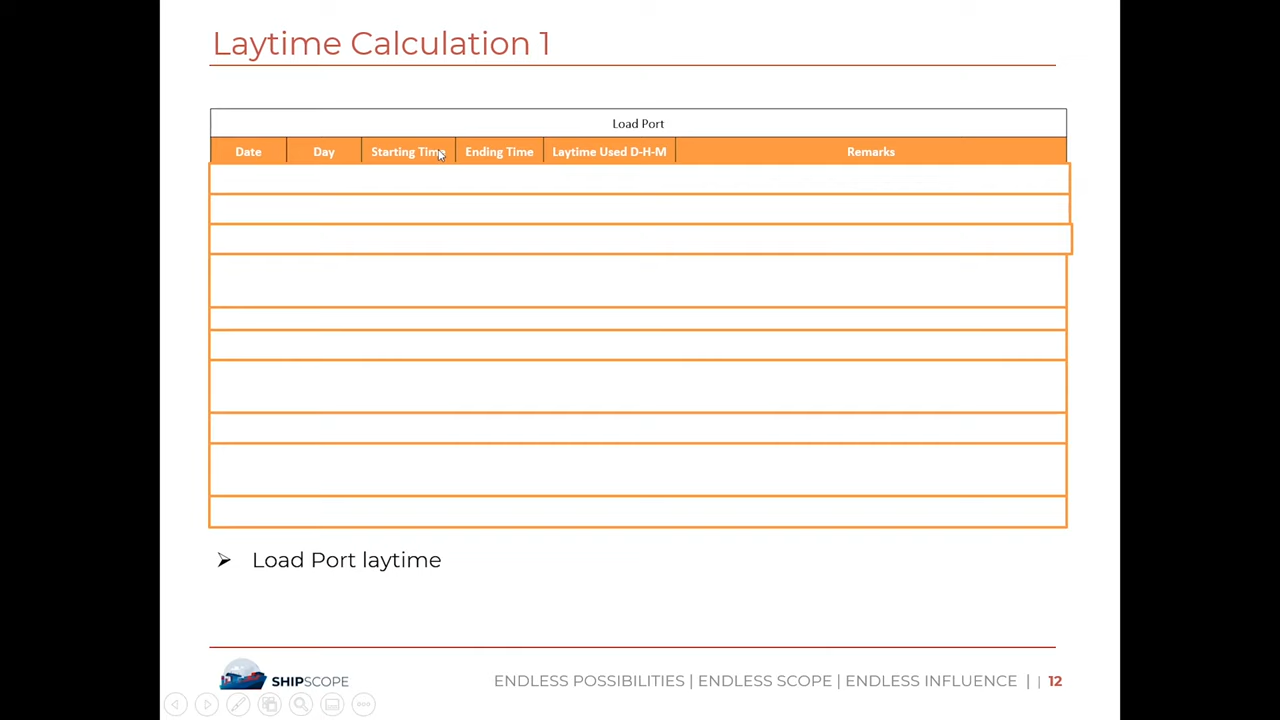 Laytime Calculation 1
Load Port
Date Day Starting Time Ending Time Laytime Used D-H-M Remarks
Load Port laytime
SHIPSCOPE
ENDLESS POSSIBILITIES | ENDLESS SCOPE | ENDLESS INFLUENCE | | 12